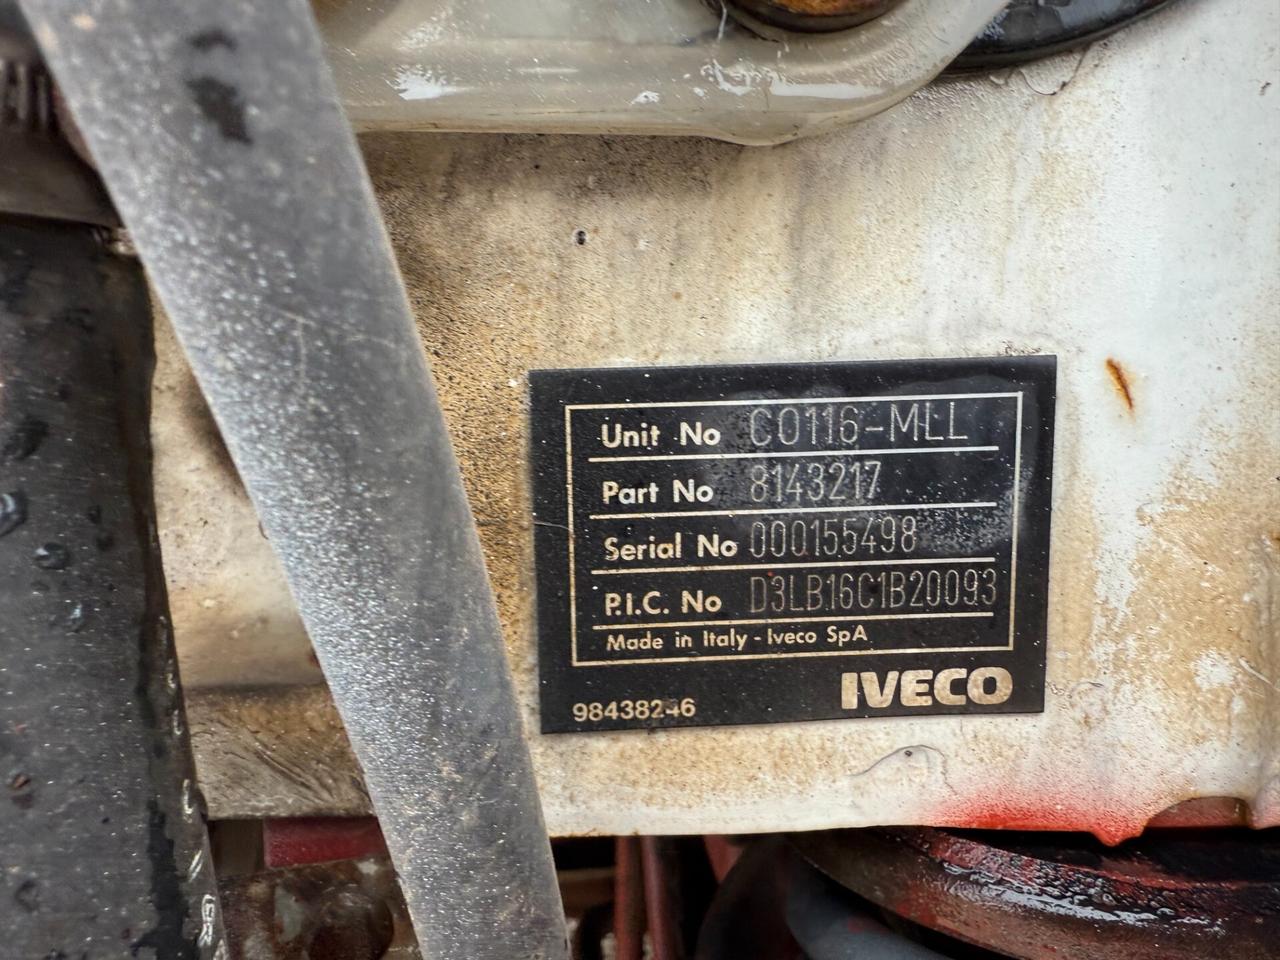 Unit No C0116-MLL
Part No 8143217
Serial No 000155498
P.I.C. No D3LB16C1B20093
Made in Italy - Iveco SpA
98438246 IVECO